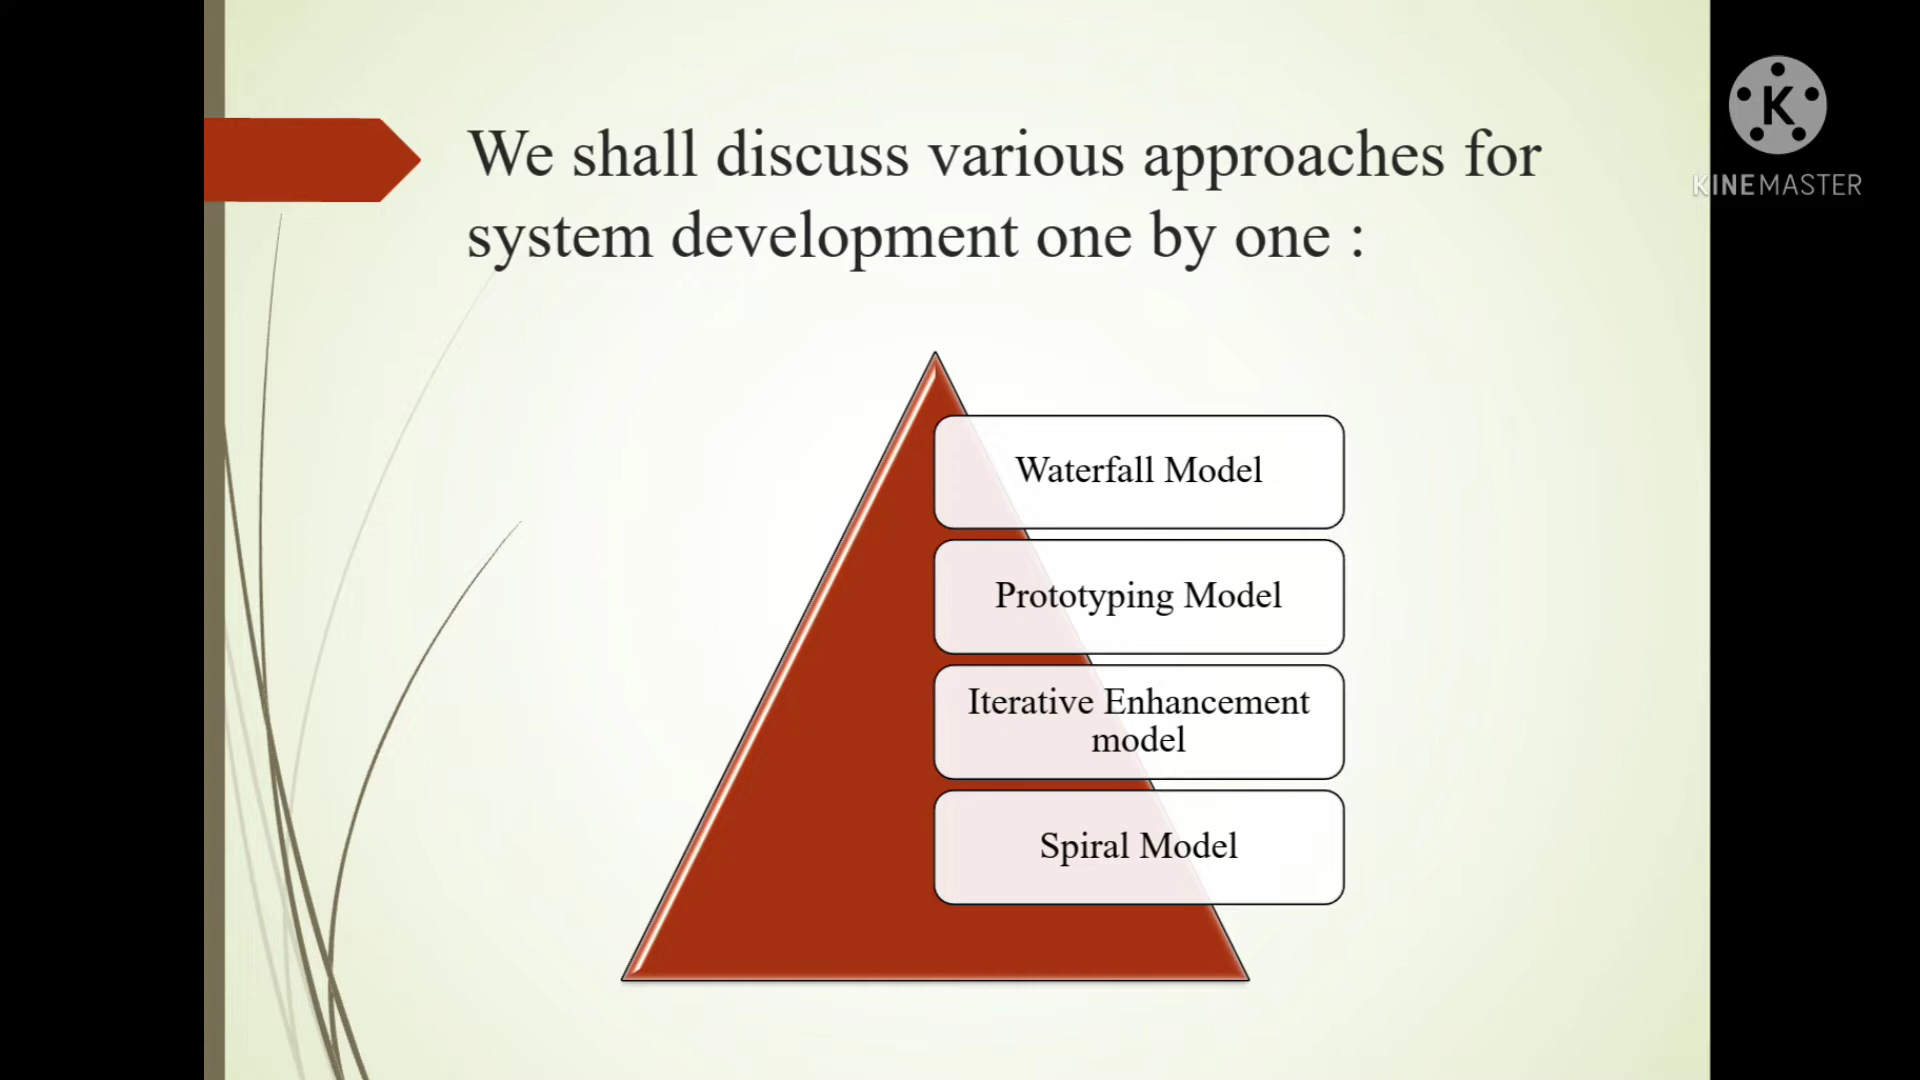 We shall discuss various approaches for
system development one by one :
K
KINEMASTER
Waterfall Model
Prototyping Model
Iterative Enhancement
model
Spiral Model